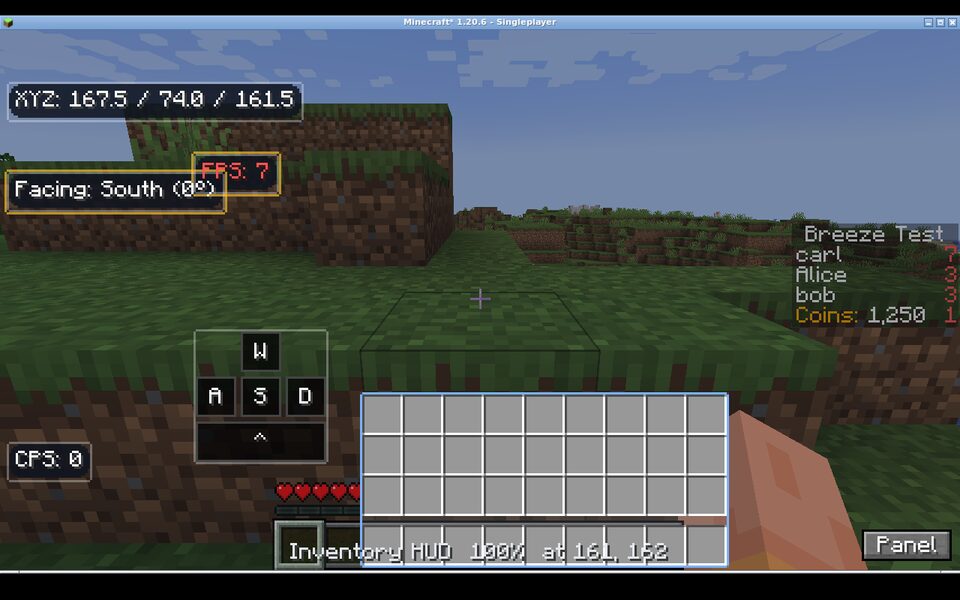 Minecraft* 1.20.6 - Singleplayer
XYZ: 167.5 / 74.0 / 161.5
FPS: 7
Facing: South (0º)
Breeze Test
carl 7
Alice 3
bob 3
Coins: 1,250 1
W
A S D
^
CPS: 0
Inventory HUD 100% at 161, 162
Panel